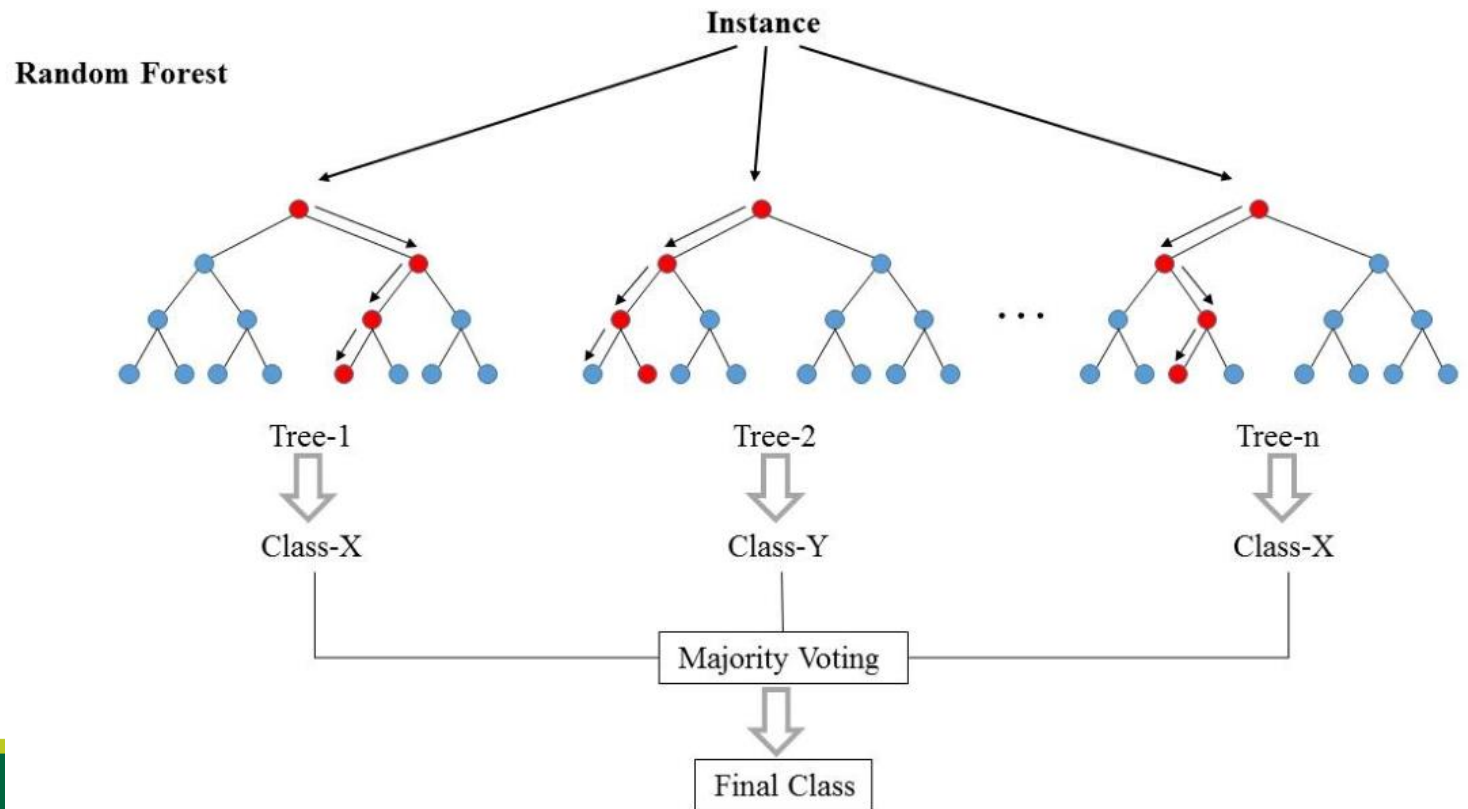 Instance
Random Forest
...
Tree-1
Tree-2
Tree-n
Class-X
Class-Y
Class-X
Majority Voting
Final Class